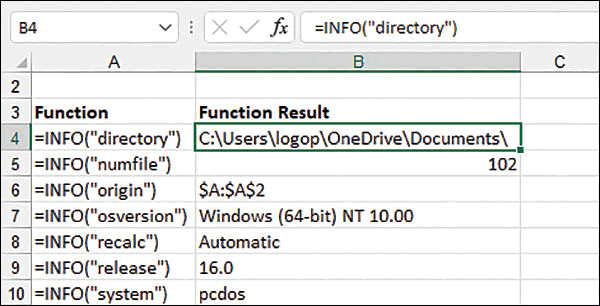 B4 fx =INFO("directory")
A B C
2
3 Function Function Result
4 =INFO("directory") C:\Users\logop\OneDrive\Documents\
5 =INFO("numfile") 102
6 =INFO("origin") $A:$A$2
7 =INFO("osversion") Windows (64-bit) NT 10.00
8 =INFO("recalc") Automatic
9 =INFO("release") 16.0
10 =INFO("system") pcdos